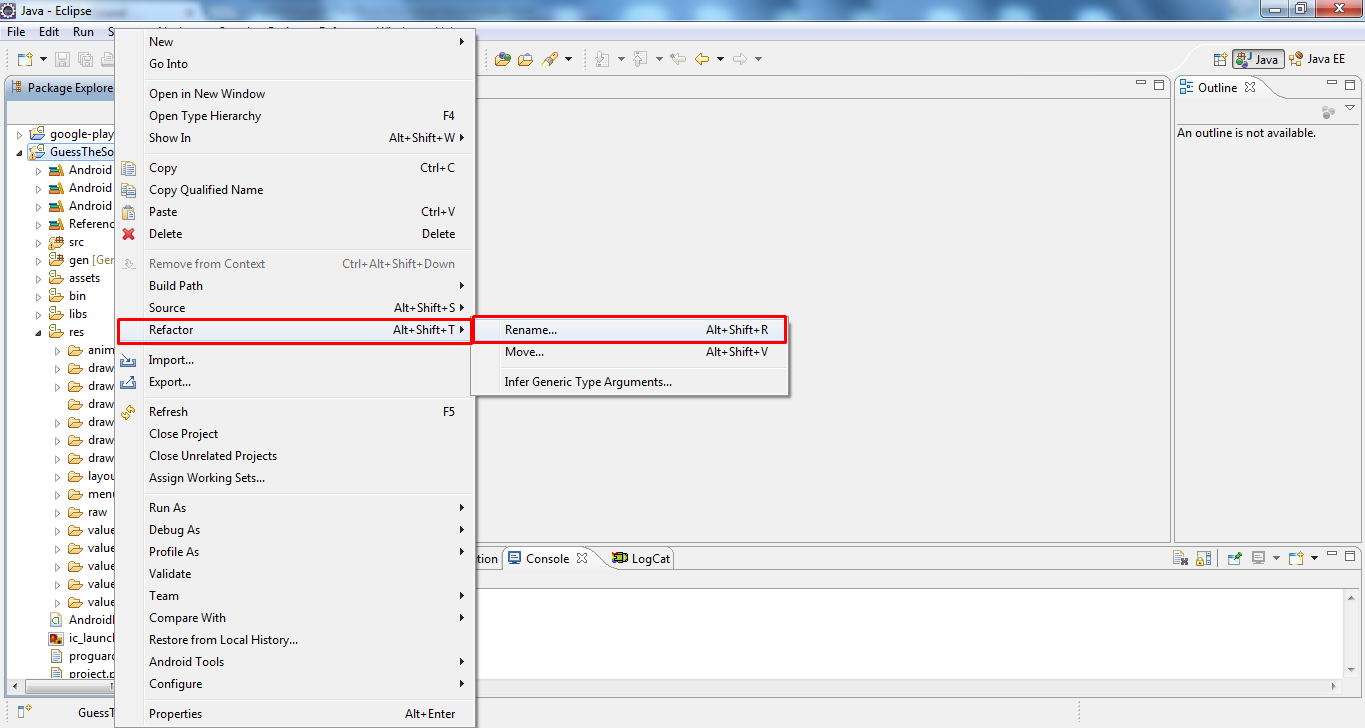 Java - Eclipse
File Edit Run
Java Java EE
Package Explore
google-play
GuessTheSo
Android
Android
Android
Referenc
src
gen [Gen
assets
bin
libs
res
anim
draw
draw
draw
draw
draw
draw
layou
menu
raw
value
value
value
value
value
AndroidM
ic_launch
proguard
project.p
New
Go Into
Open in New Window
Open Type Hierarchy F4
Show In Alt+Shift+W
Copy Ctrl+C
Copy Qualified Name
Paste Ctrl+V
Delete Delete
Remove from Context Ctrl+Alt+Shift+Down
Build Path
Source Alt+Shift+S
Refactor Alt+Shift+T
Import...
Export...
Refresh F5
Close Project
Close Unrelated Projects
Assign Working Sets...
Run As
Debug As
Profile As
Validate
Team
Compare With
Restore from Local History...
Android Tools
Configure
Properties Alt+Enter
Rename... Alt+Shift+R
Move... Alt+Shift+V
Infer Generic Type Arguments...
Outline
An outline is not available.
tion Console LogCat
GuessT